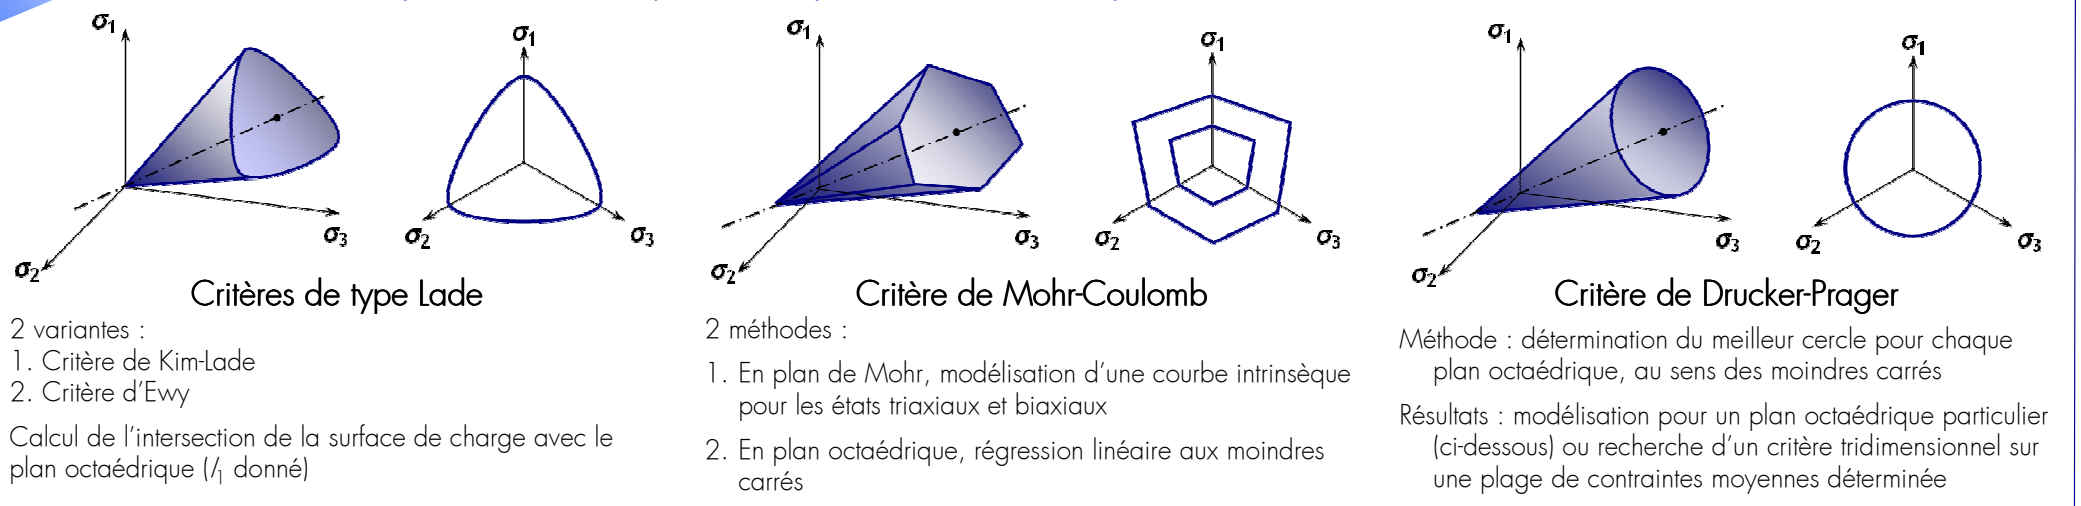 σ1
σ2
σ3
σ1
σ2
σ3
Critères de type Lade
2 variantes :
1. Critère de Kim-Lade
2. Critère d'Ewy
Calcul de l'intersection de la surface de charge avec le
plan octaédrique (I1 donné)
σ1
σ2
σ3
σ1
σ2
σ3
Critère de Mohr-Coulomb
2 méthodes :
1. En plan de Mohr, modélisation d'une courbe intrinsèque
pour les états triaxiaux et biaxiaux
2. En plan octaédrique, régression linéaire aux moindres
carrés
σ1
σ2
σ3
σ1
σ2
σ3
Critère de Drucker-Prager
Méthode : détermination du meilleur cercle pour chaque
plan octaédrique, au sens des moindres carrés
Résultats : modélisation pour un plan octaédrique particulier
(ci-dessous) ou recherche d'un critère tridimensionnel sur
une plage de contraintes moyennes déterminée